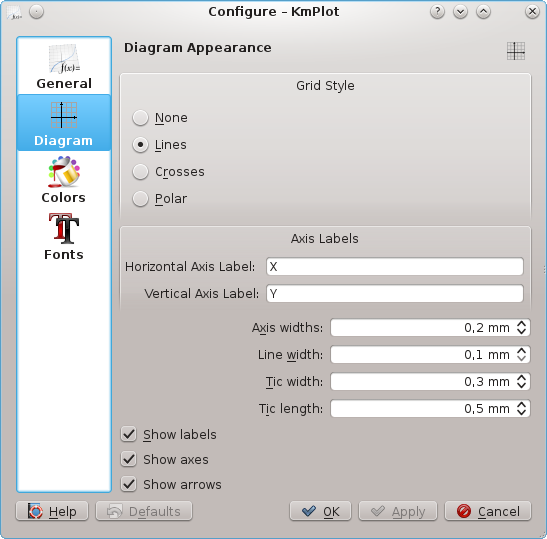 Configure – KmPlot
General
Diagram
Colors
Fonts
Diagram Appearance
Grid Style
None
Lines
Crosses
Polar
Axis Labels
Horizontal Axis Label: X
Vertical Axis Label: Y
Axis widths: 0,2 mm
Line width: 0,1 mm
Tic width: 0,3 mm
Tic length: 0,5 mm
Show labels
Show axes
Show arrows
Help Defaults OK Apply Cancel